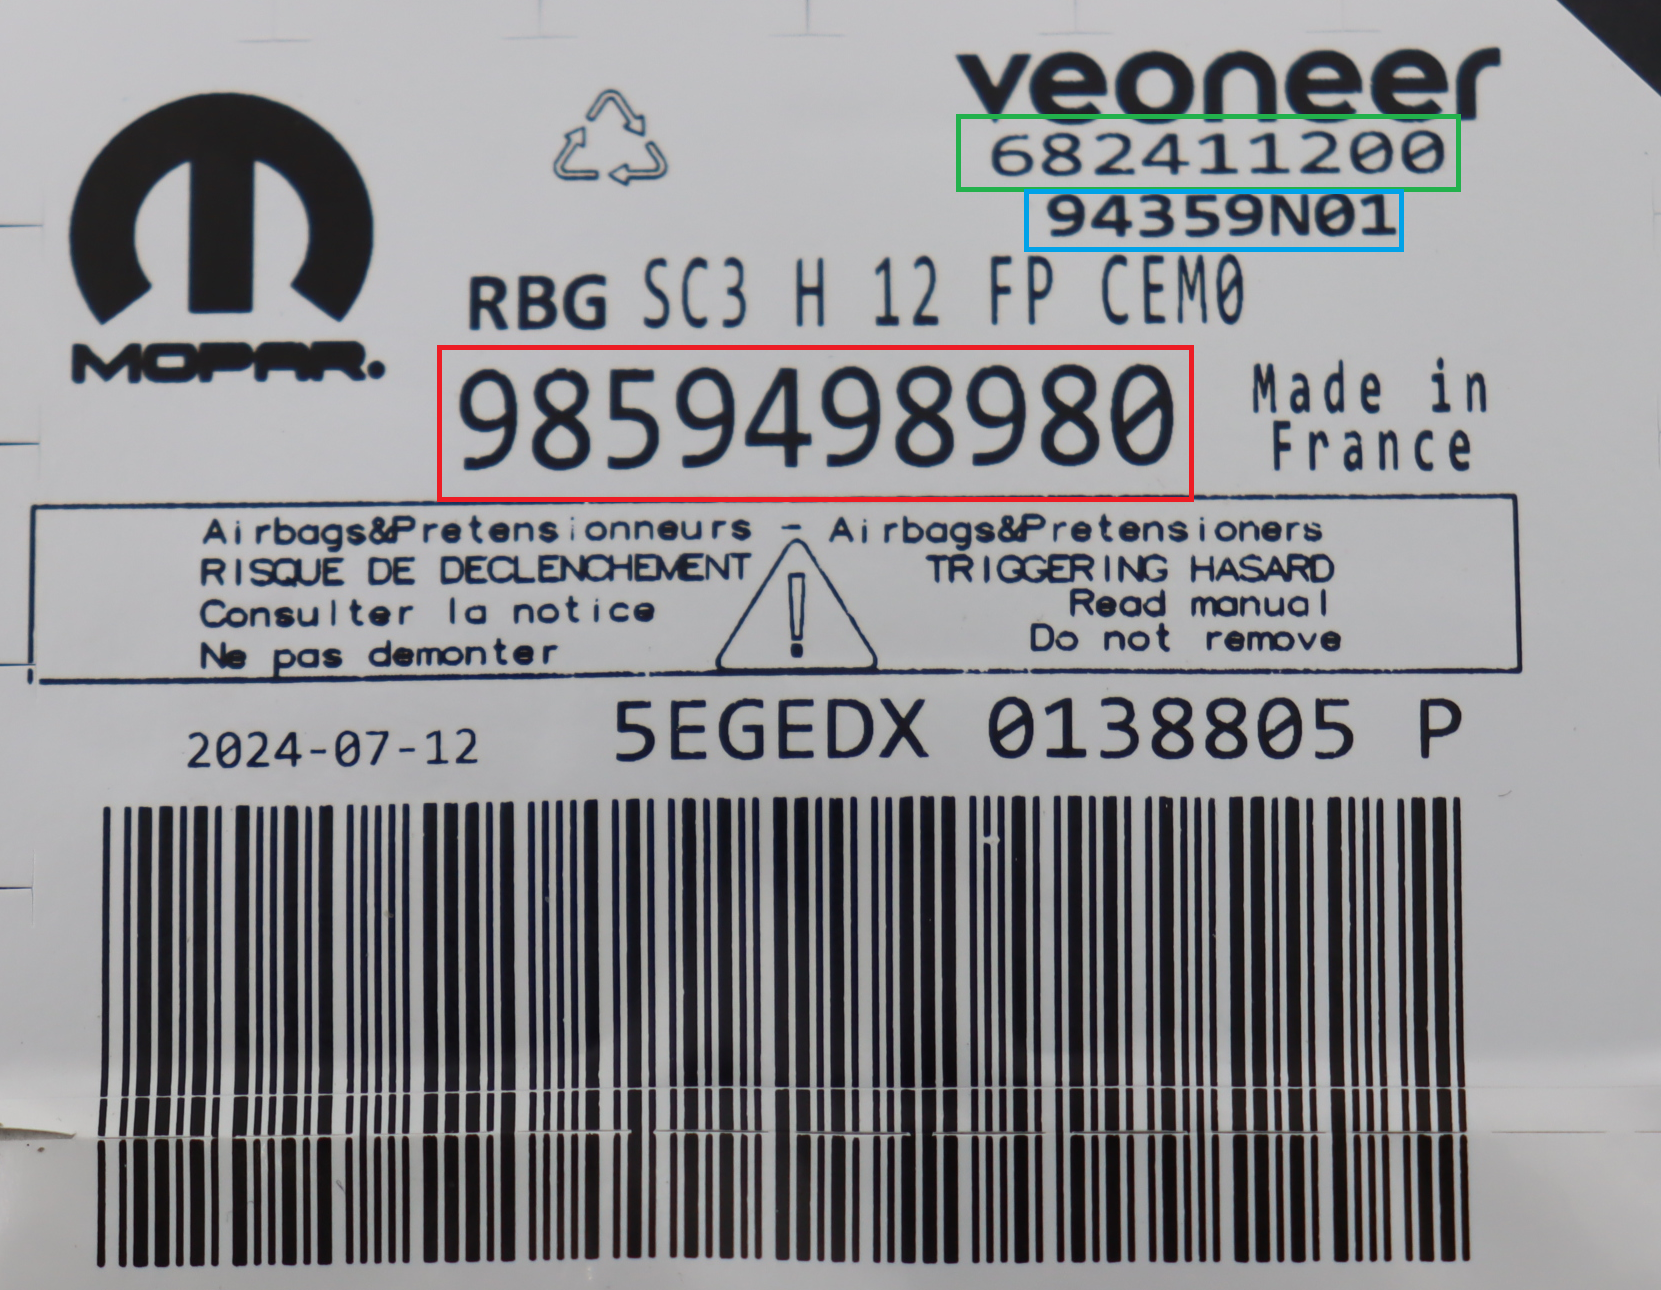 veoneer
682411200
94359N01
MOPAR.
RBG SC3 H 12 FP CEM0
9859498980
Made in
France
Airbags&Pretensionneurs - Airbags&Pretensioners
RISQUE DE DECLENCHEMENT TRIGGERING HASARD
Consulter la notice Read manual
Ne pas demonter Do not remove
!
2024-07-12 5EGEDX 0138805 P